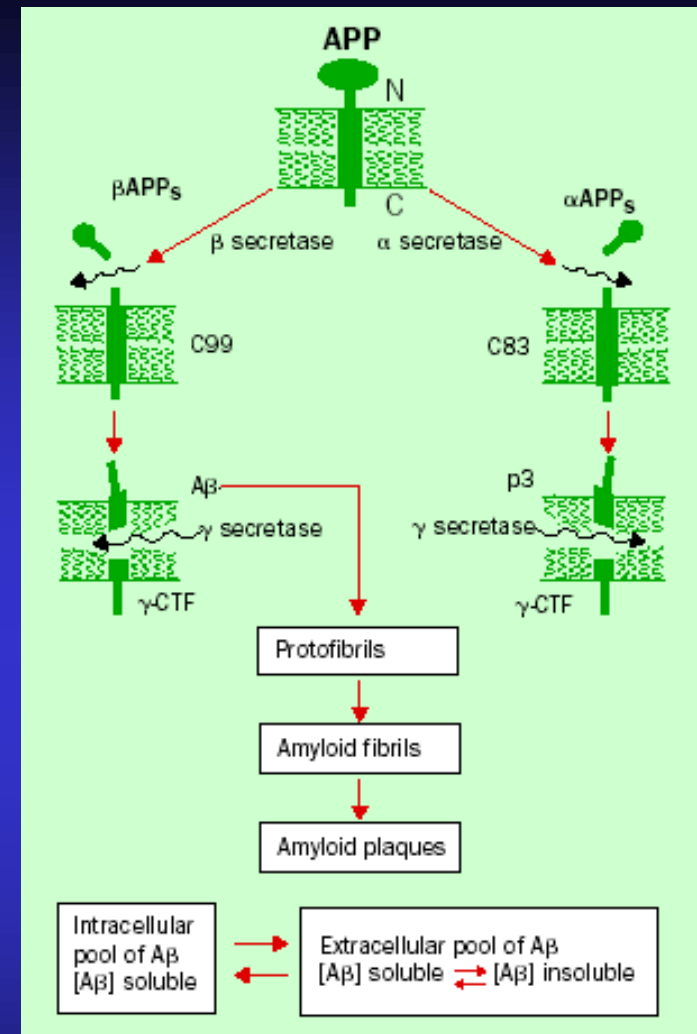 APP
N
C
βAPPs
αAPPs
β secretase
α secretase
C99
C83
Aβ
p3
γ secretase
γ secretase
γ-CTF
γ-CTF
Protofibrils
Amyloid fibrils
Amyloid plaques
Intracellular
pool of Aβ
[Aβ] soluble
Extracellular pool of Aβ
[Aβ] soluble [Aβ] insoluble